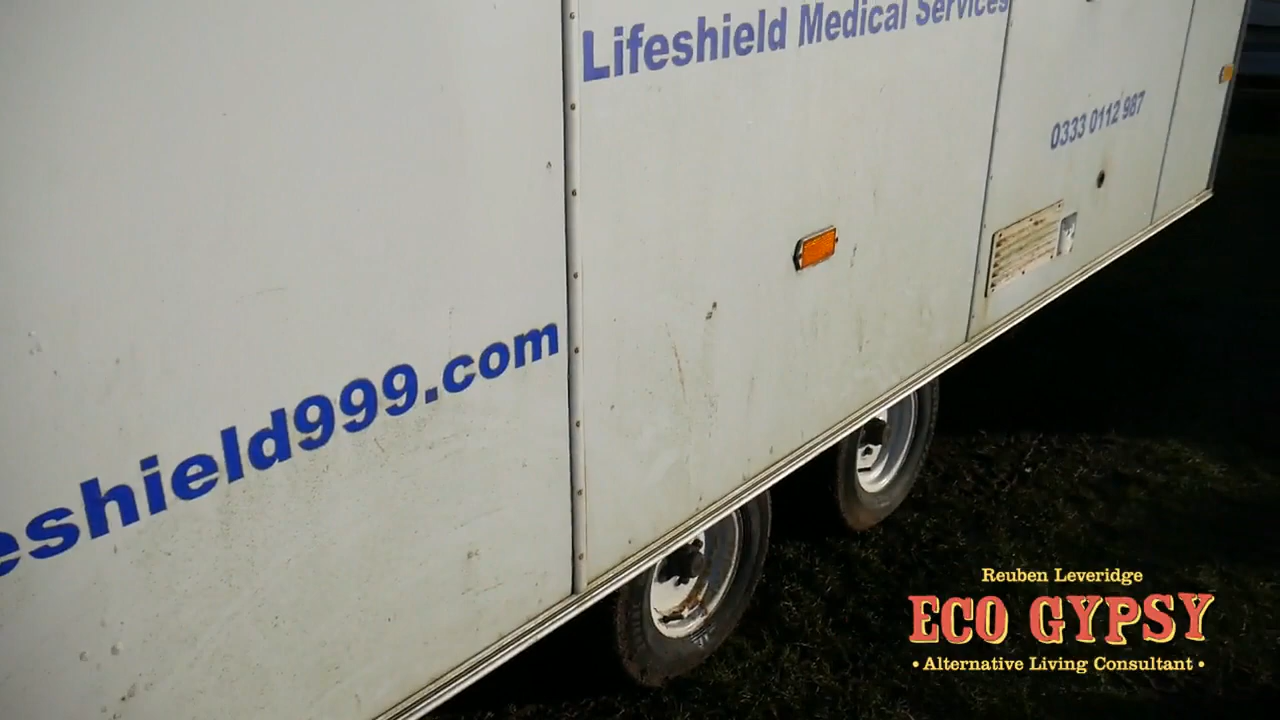 Lifeshield Medical Services
0333 0112 987
eshield999.com
Reuben Leveridge
ECO GYPSY
• Alternative Living Consultant •